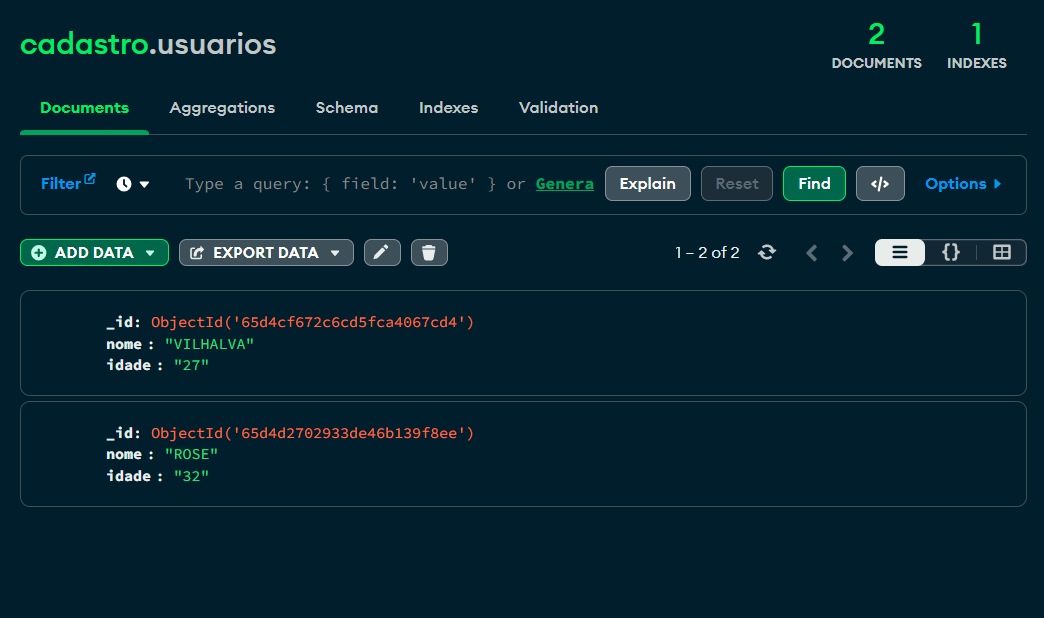 cadastro.usuarios
2 1
DOCUMENTS INDEXES
Documents Aggregations Schema Indexes Validation
Filter Type a query: { field: 'value' } or Genera Explain Reset Find </> Options
ADD DATA EXPORT DATA 1 – 2 of 2 {}
_id: ObjectId('65d4cf672c6cd5fca4067cd4')
nome : "VILHALVA"
idade : "27"
_id: ObjectId('65d4d2702933de46b139f8ee')
nome : "ROSE"
idade : "32"